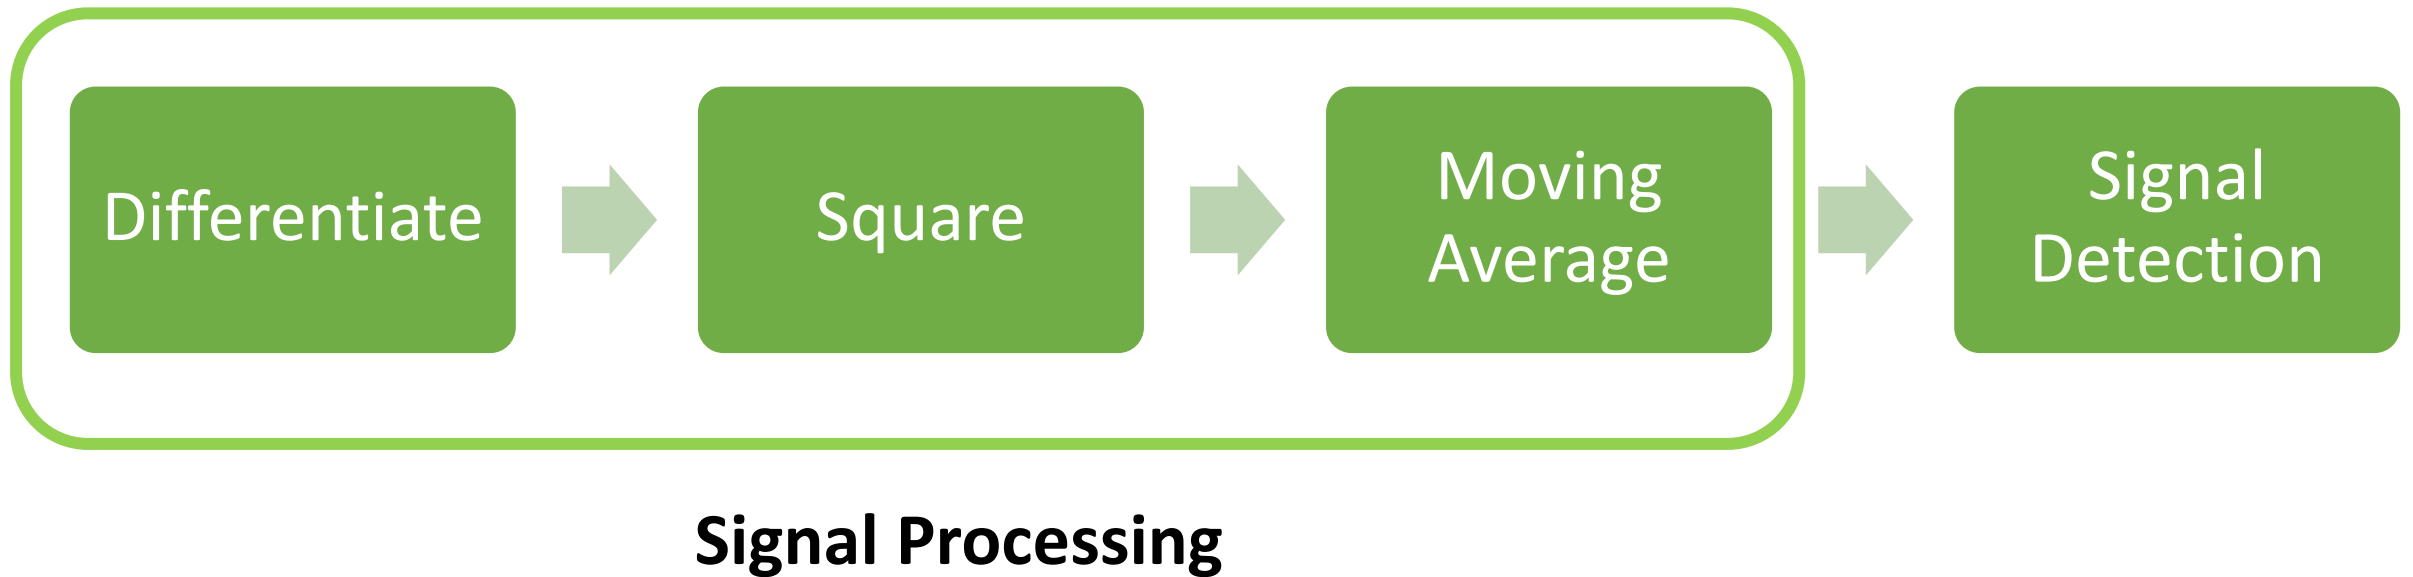 Differentiate
Square
Moving
Average
Signal
Detection
Signal Processing